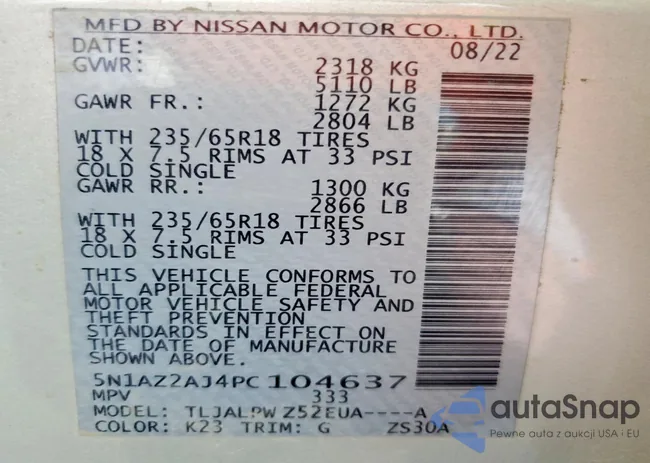 MFD BY NISSAN MOTOR CO., LTD.
DATE: 08/22
GVWR: 2318 KG
5110 LB
GAWR FR.: 1272 KG
2804 LB
WITH 235/65R18 TIRES
18 X 7.5 RIMS AT 33 PSI
COLD SINGLE
GAWR RR.: 1300 KG
2866 LB
WITH 235/65R18 TIRES
18 X 7.5 RIMS AT 33 PSI
COLD SINGLE
THIS VEHICLE CONFORMS TO
ALL APPLICABLE FEDERAL
MOTOR VEHICLE SAFETY AND
THEFT PREVENTION
STANDARDS IN EFFECT ON
THE DATE OF MANUFACTURE
SHOWN ABOVE.
5N1AZ2AJ4PC104637
MPV 333
MODEL: TLJALPW Z52EUA----A
COLOR: K23 TRIM: G ZS30A
autaSnap
Pewne auta z aukcji USA i EU